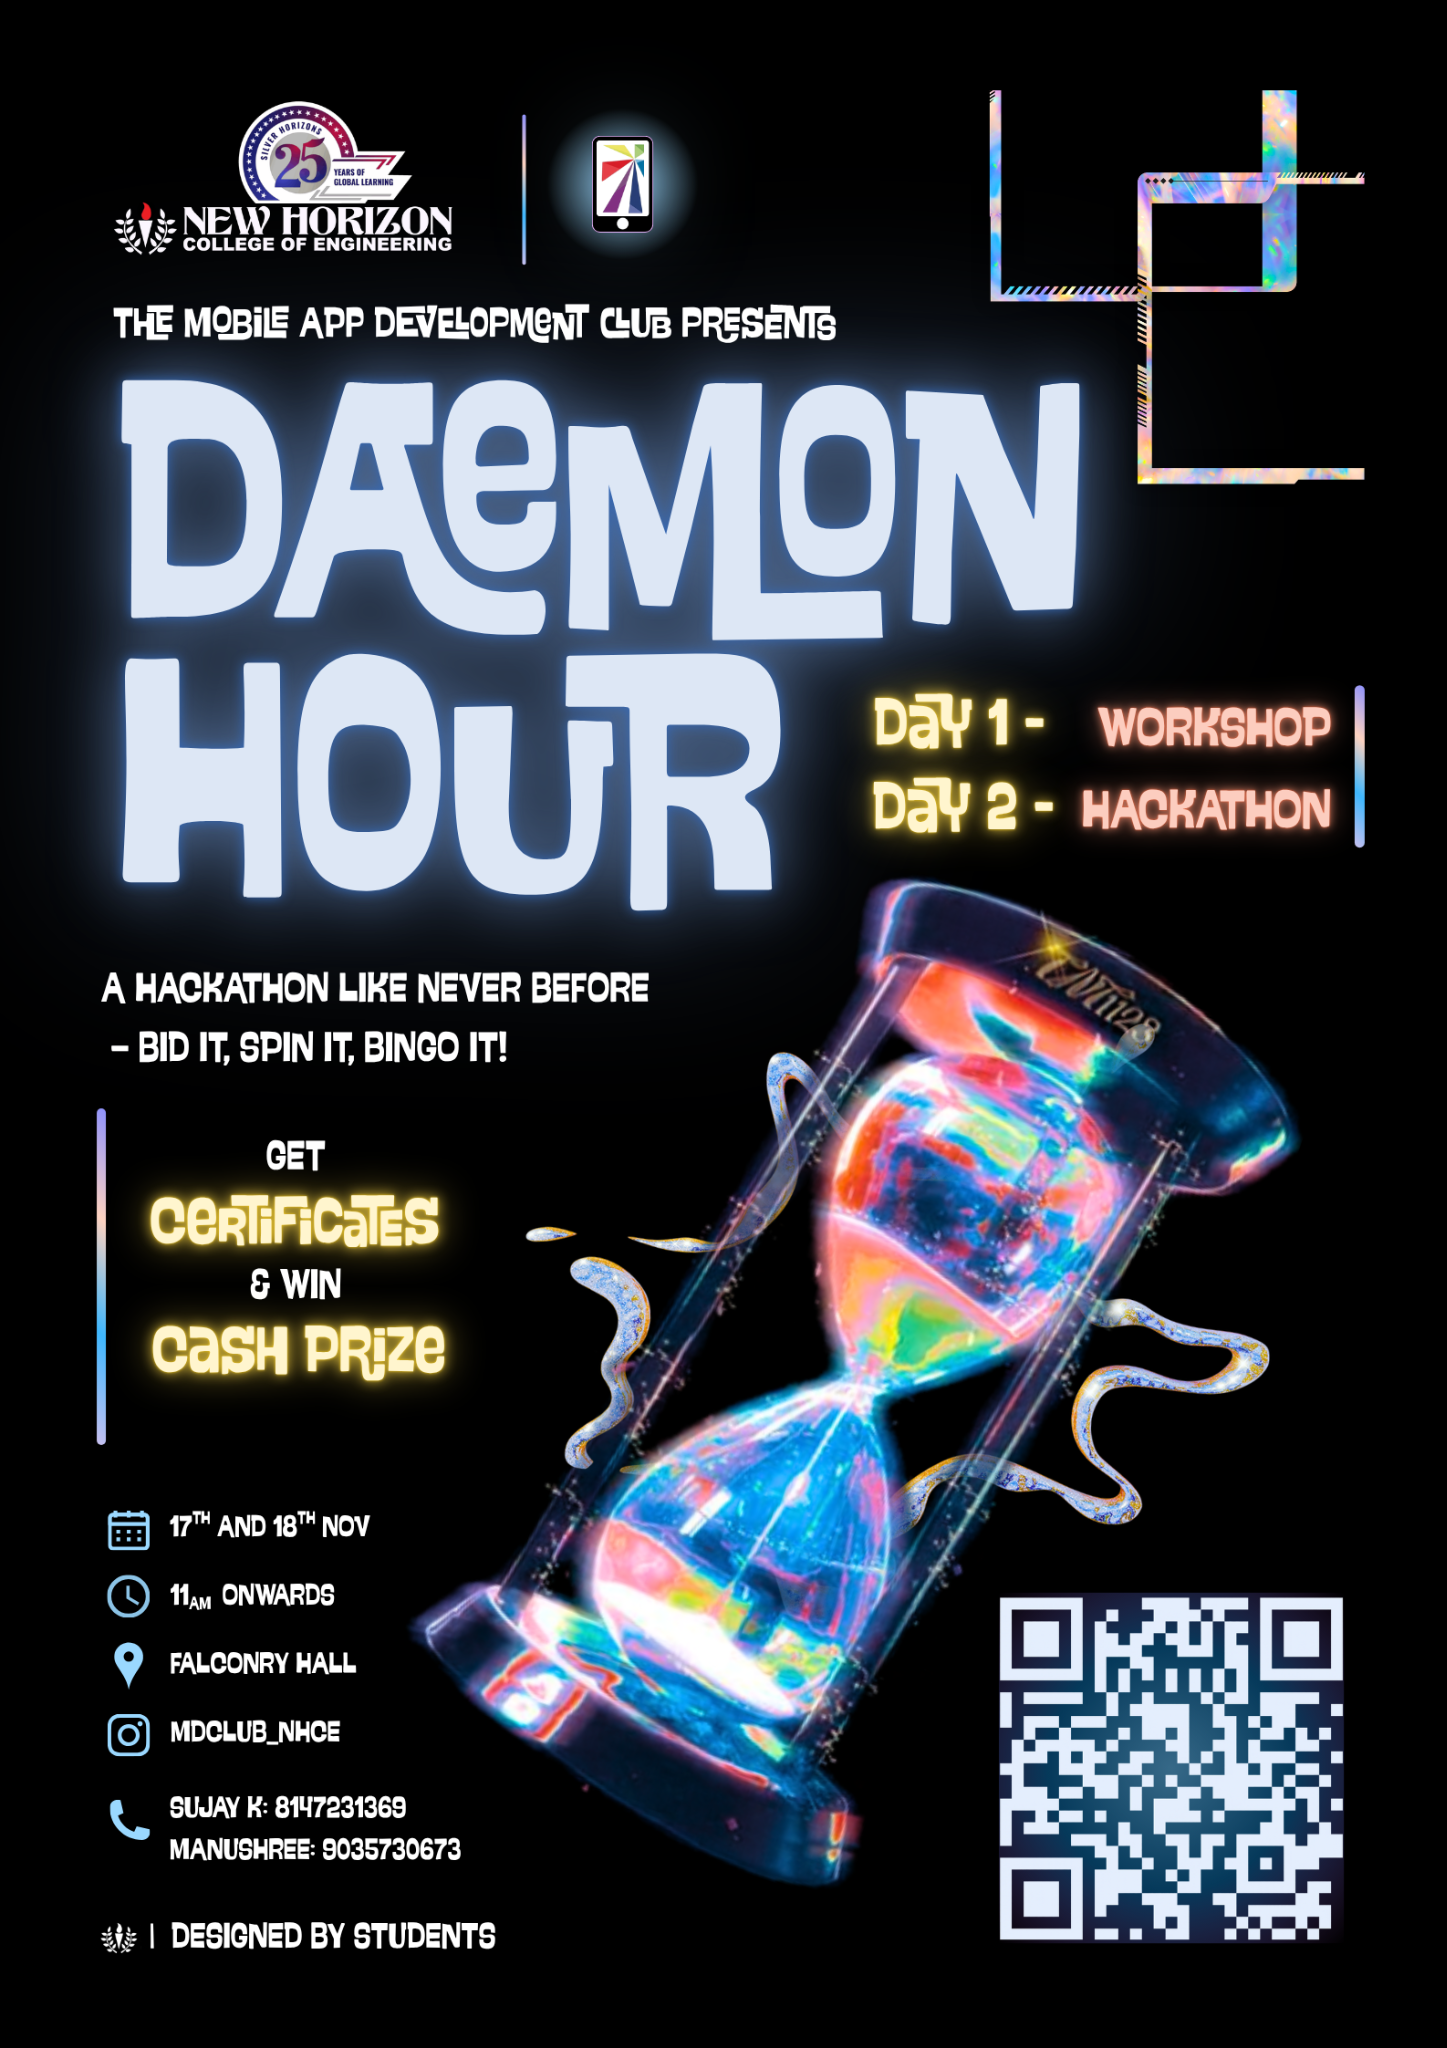 SILVER HORIZONS
25
YEARS OF
GLOBAL LEARNING
NEW HORIZON
COLLEGE OF ENGINEERING
THE MOBiLE APP DEVELOPMeNT CLUB PRESENTS
DAeMON
HOUR
DaY 1 - WORKSHOP
DaY 2 - HACKATHON
A HACKATHON LIKE NEVER BEFORE
– BID IT, SPIN IT, BINGO IT!
GET
CeRTiFiCaTES
& WIN
CaSH PRiZe
17TH AND 18TH NOV
11AM ONWARDS
FALCONRY HALL
MDCLUB_NHCE
SUJAY K: 8147231369
MANUSHREE: 9035730673
| DESIGNED BY STUDENTS